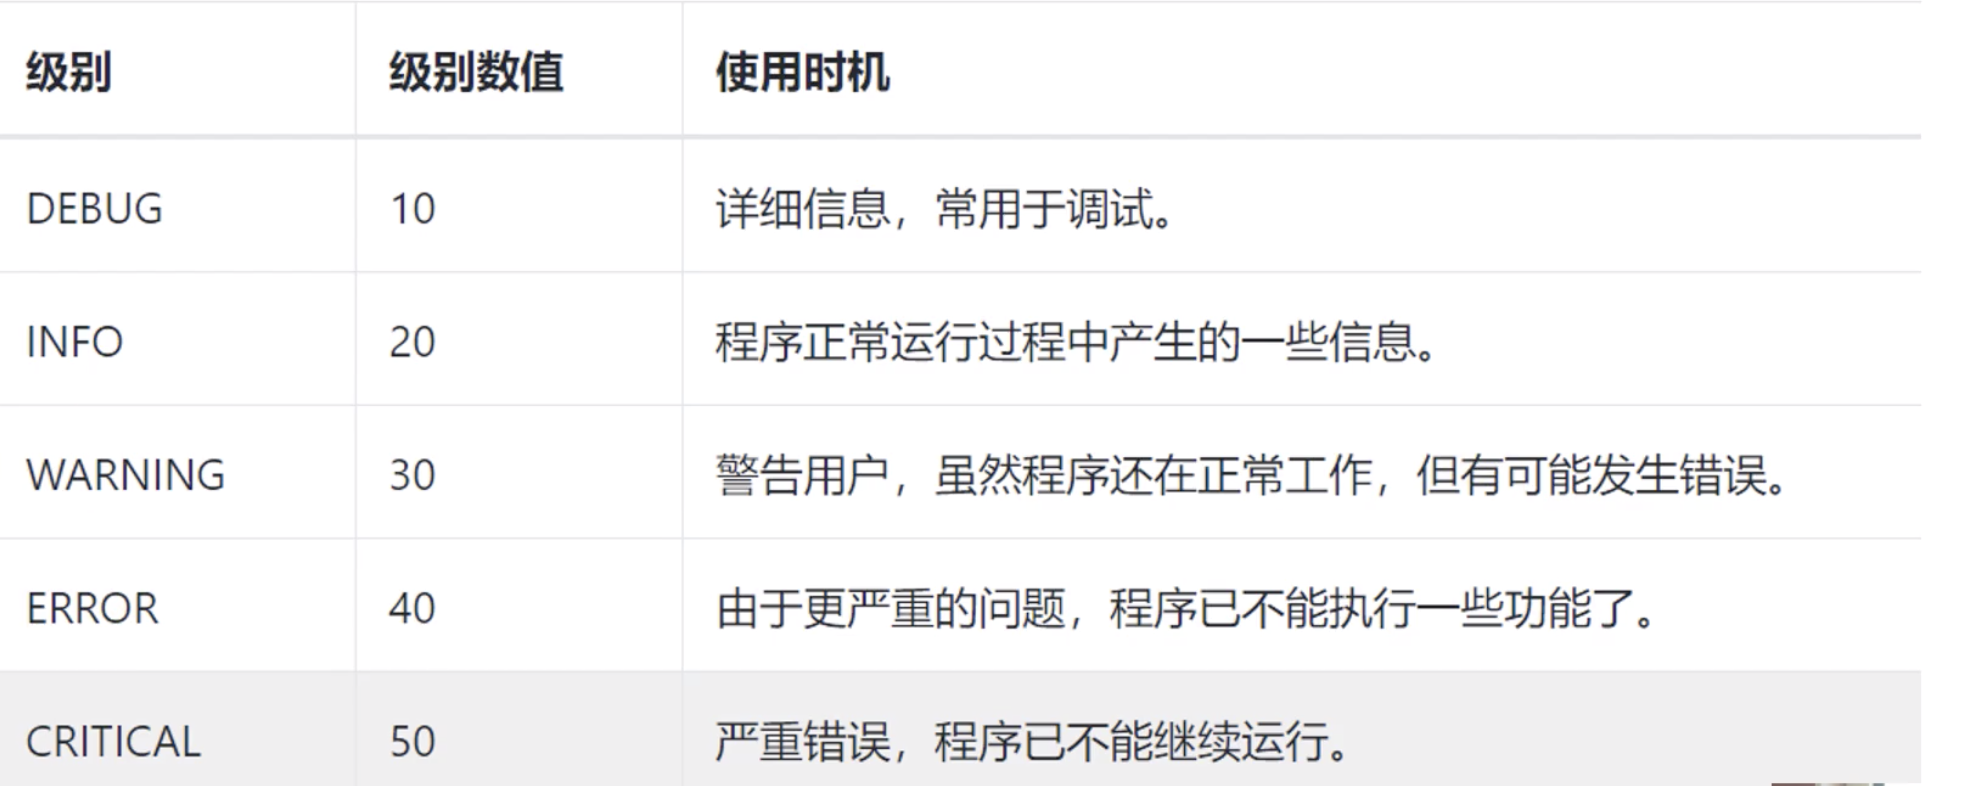 级别 级别数值 使用时机
DEBUG 10 详细信息，常用于调试。
INFO 20 程序正常运行过程中产生的一些信息。
WARNING 30 警告用户，虽然程序还在正常工作，但有可能发生错误。
ERROR 40 由于更严重的问题，程序已不能执行一些功能了。
CRITICAL 50 严重错误，程序已不能继续运行。